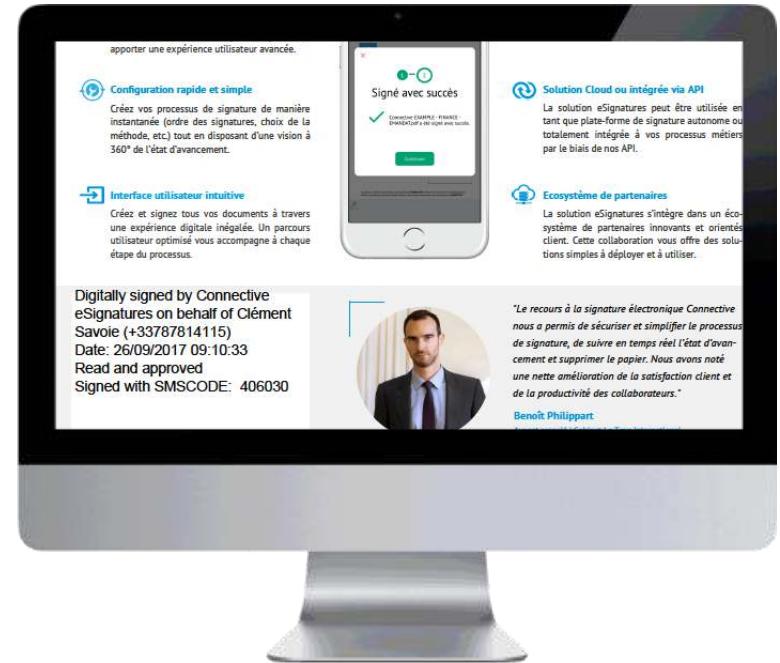 apporter une expérience utilisateur avancée.
Configuration rapide et simple
Créez vos processus de signature de manière
instantanée (ordre des signatures, choix de la
méthode, etc.) tout en disposant d'une vision à
360° de l'état d'avancement.
Interface utilisateur intuitive
Créez et signez tous vos documents à travers
une expérience digitale inégalée. Un parcours
utilisateur optimisé vous accompagne à chaque
étape du processus.
Signé avec succès
Connective EXAMPLE - FINANCE -
EMANDAT.pdf a été signé avec succès.
Solution Cloud ou intégrée via API
La solution eSignatures peut être utilisée en
tant que plate-forme de signature autonome ou
totalement intégrée à vos processus métiers
par le biais de nos API.
Ecosystème de partenaires
La solution eSignatures s'intègre dans un éco-
système de partenaires innovants et orientés
client. Cette collaboration vous offre des solu-
tions simples à déployer et à utiliser.
Digitally signed by Connective
eSignatures on behalf of Clément
Savoie (+33787814115)
Date: 26/09/2017 09:10:33
Read and approved
Signed with SMSCODE: 406030
"Le recours à la signature électronique Connective
nous a permis de sécuriser et simplifier le processus
de signature, de suivre en temps réel l'état d'avan-
cement et supprimer le papier. Nous avons noté
une nette amélioration de la satisfaction client et
de la productivité des collaborateurs."
Benoît Philippart